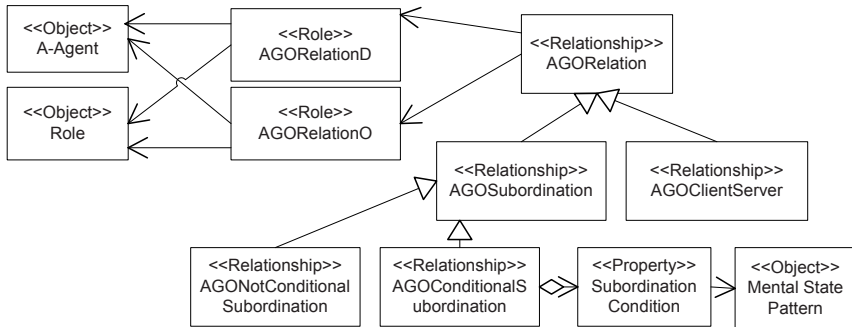 <<Object>>
A-Agent
<<Role>>
AGORelationD
<<Relationship>>
AGORelation
<<Object>>
Role
<<Role>>
AGORelationO
<<Relationship>>
AGOSubordination
<<Relationship>>
AGOClientServer
<<Relationship>>
AGONotConditional
Subordination
<<Relationship>>
AGOConditionalS
ubordination
<<Property>>
Subordination
Condition
<<Object>>
Mental State
Pattern